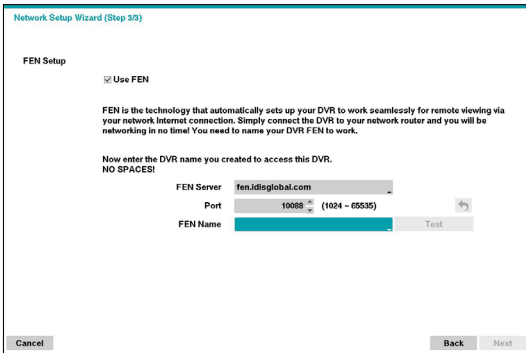 Network Setup Wizard (Step 3/3)
FEN Setup
Use FEN
FEN is the technology that automatically sets up your DVR to work seamlessly for remote viewing via
your network Internet connection. Simply connect the DVR to your network router and you will be
networking in no time! You need to name your DVR FEN to work.
Now enter the DVR name you created to access this DVR.
NO SPACES!
FEN Server fen.idisglobal.com
Port 10088 (1024 ~ 65535)
FEN Name Test
Cancel Back Next